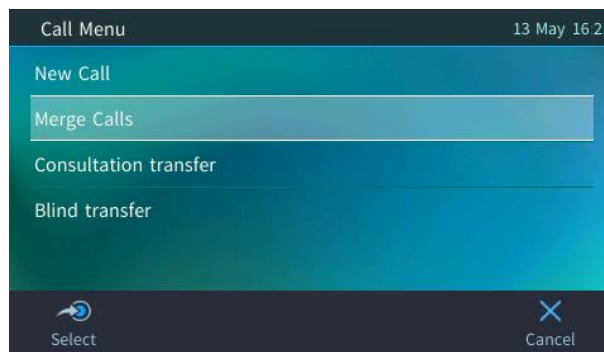 Call Menu 13 May 16:2
New Call
Merge Calls
Consultation transfer
Blind transfer
Select Cancel